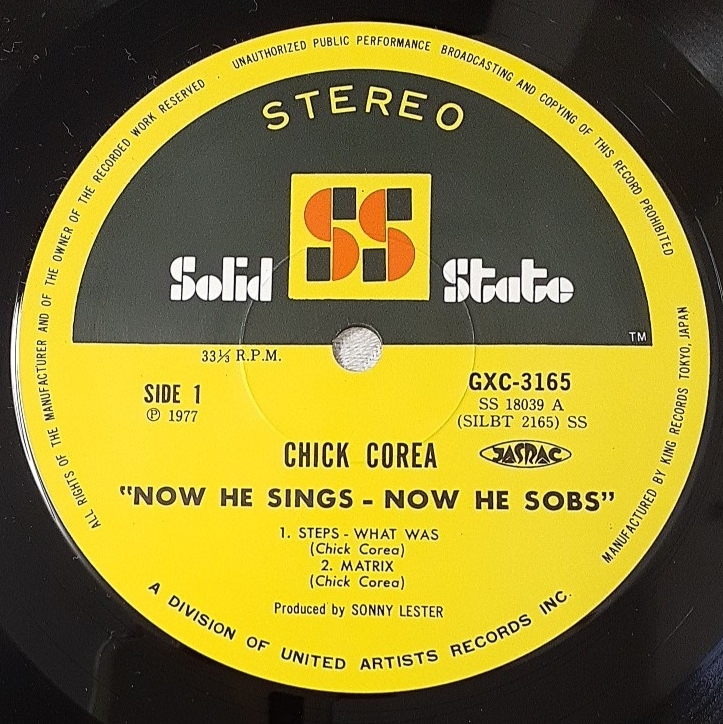 UNAUTHORIZED PUBLIC PERFORMANCE BROADCASTING AND COPYING OF THIS RECORD PROHIBITED
ALL RIGHTS OF THE MANUFACTURER AND OF THE OWNER OF THE RECORDED WORK RESERVED
STEREO
SS
Solid State
TM
33⅓ R.P.M.
SIDE 1
℗ 1977
GXC-3165
SS 18039 A
(SILBT 2165) SS
JASRAC
CHICK COREA
"NOW HE SINGS - NOW HE SOBS"
1. STEPS - WHAT WAS
(Chick Corea)
2. MATRIX
(Chick Corea)
Produced by SONNY LESTER
A DIVISION OF UNITED ARTISTS RECORDS INC.
MANUFACTURED BY KING RECORDS TOKYO, JAPAN